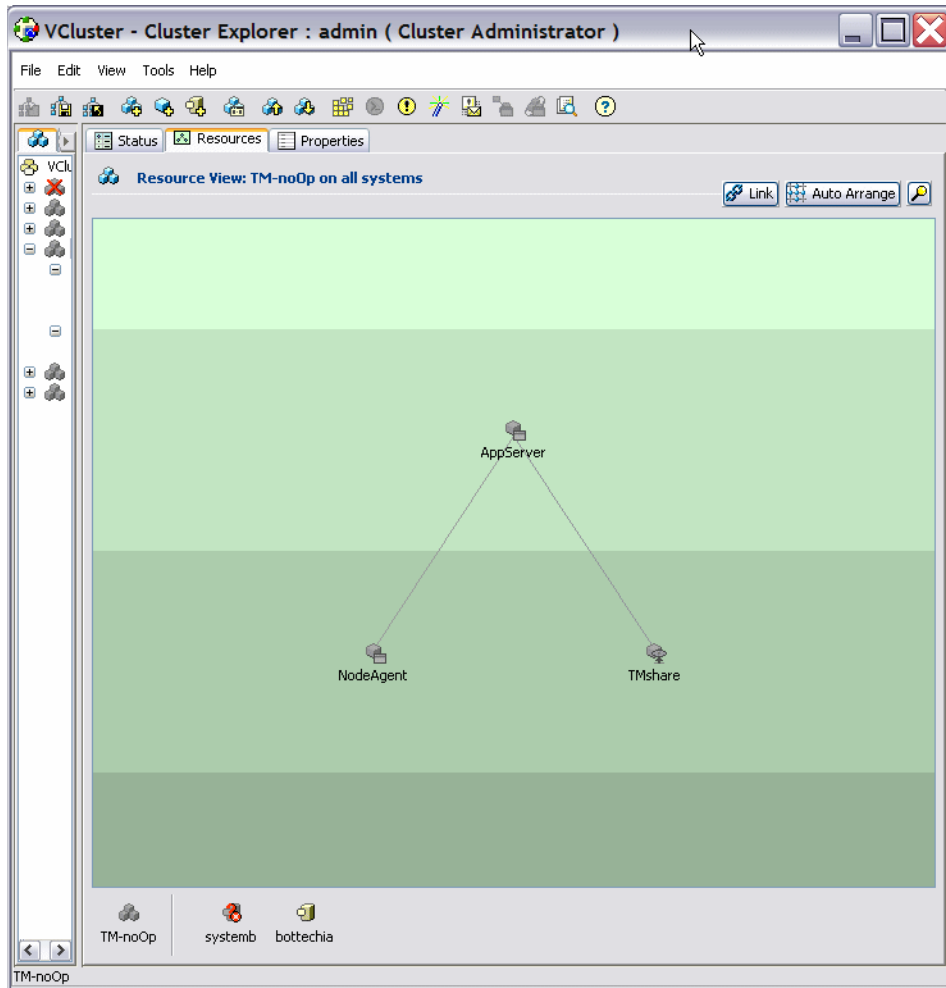 VCluster - Cluster Explorer : admin ( Cluster Administrator )
File Edit View Tools Help
Status Resources Properties
VClu
Resource View: TM-noOp on all systems
Link Auto Arrange
AppServer
NodeAgent TMshare
TM-noOp systemb bottechia
TM-noOp